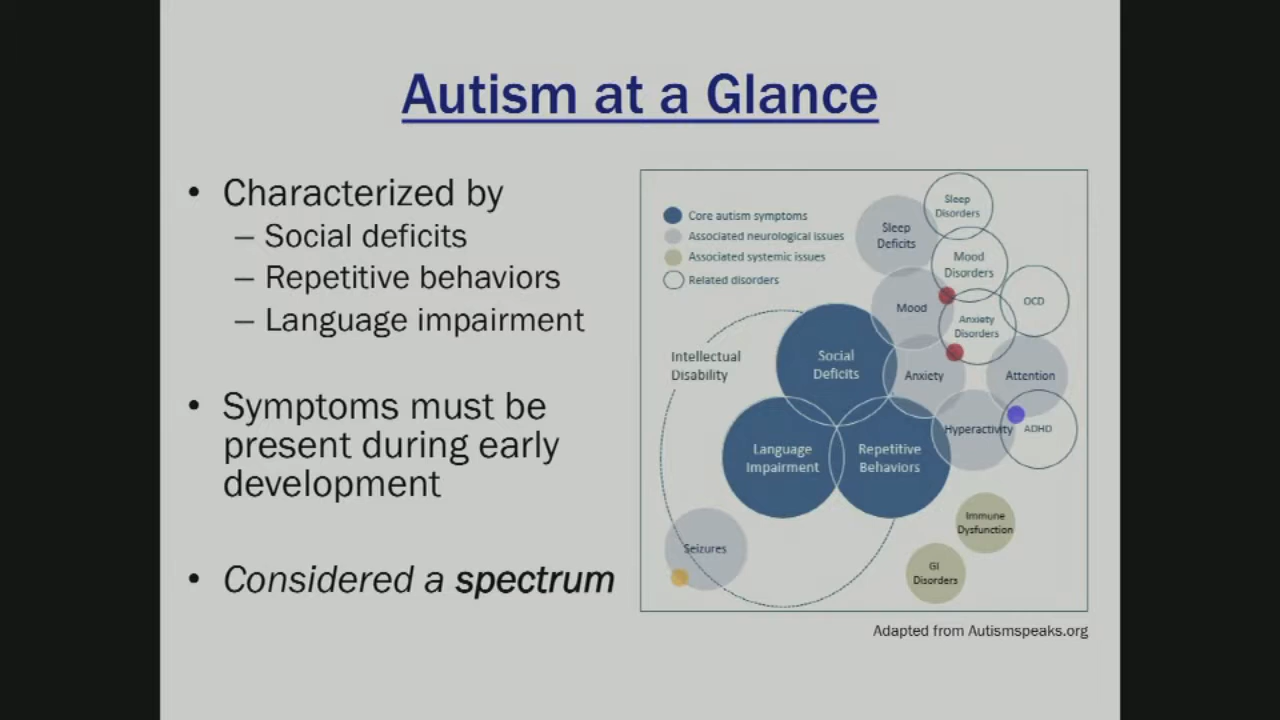 Autism at a Glance
• Characterized by
– Social deficits
– Repetitive behaviors
– Language impairment
• Symptoms must be
present during early
development
• Considered a spectrum
Core autism symptoms
Associated neurological issues
Associated systemic issues
Related disorders
Sleep
Disorders
Sleep
Deficits
Mood
Disorders
Mood
OCD
Anxiety
Disorders
Social
Deficits
Intellectual
Disability
Anxiety
Attention
Hyperactivity
ADHD
Language
Impairment
Repetitive
Behaviors
Immune
Dysfunction
Seizures
GI
Disorders
Adapted from Autismspeaks.org